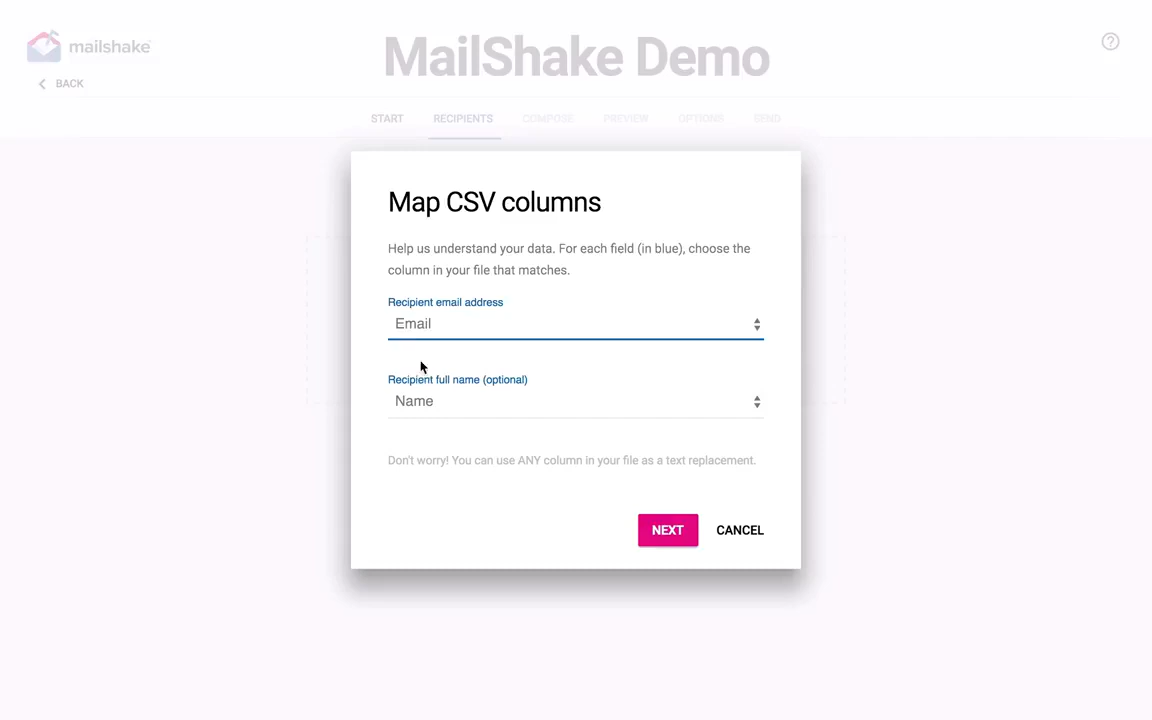 mailshake
MailShake Demo
BACK
START RECIPIENTS COMPOSE PREVIEW OPTIONS SEND
Map CSV columns
Help us understand your data. For each field (in blue), choose the
column in your file that matches.
Recipient email address
Email
Recipient full name (optional)
Name
Don't worry! You can use ANY column in your file as a text replacement.
NEXT CANCEL